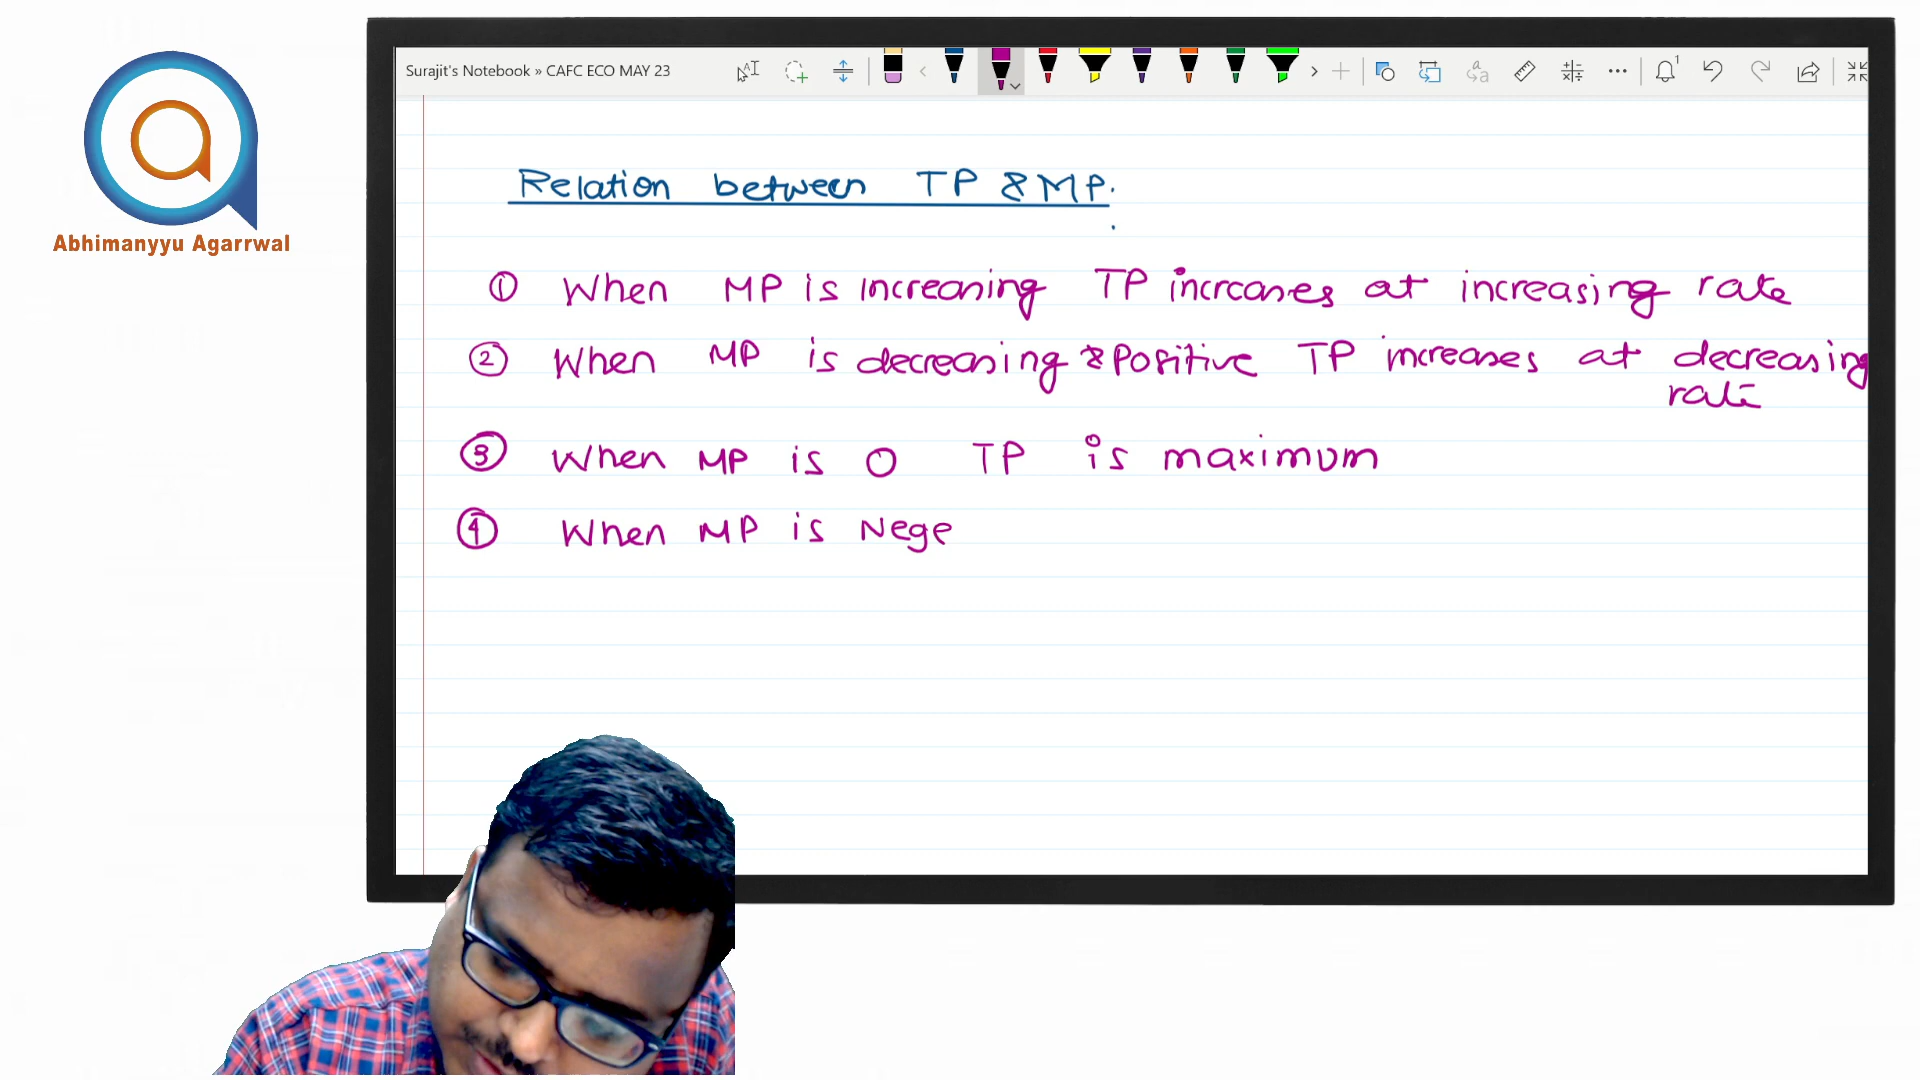 Surajit's Notebook » CAFC ECO MAY 23
Abhimanyyu Agarrwal
Relation between TP & MP.
① When MP is increasing TP increases at increasing rate
② When MP is decreasing & Positive TP increases at decreasing
rate
③ When MP is 0 TP is maximum
④ When MP is Nege